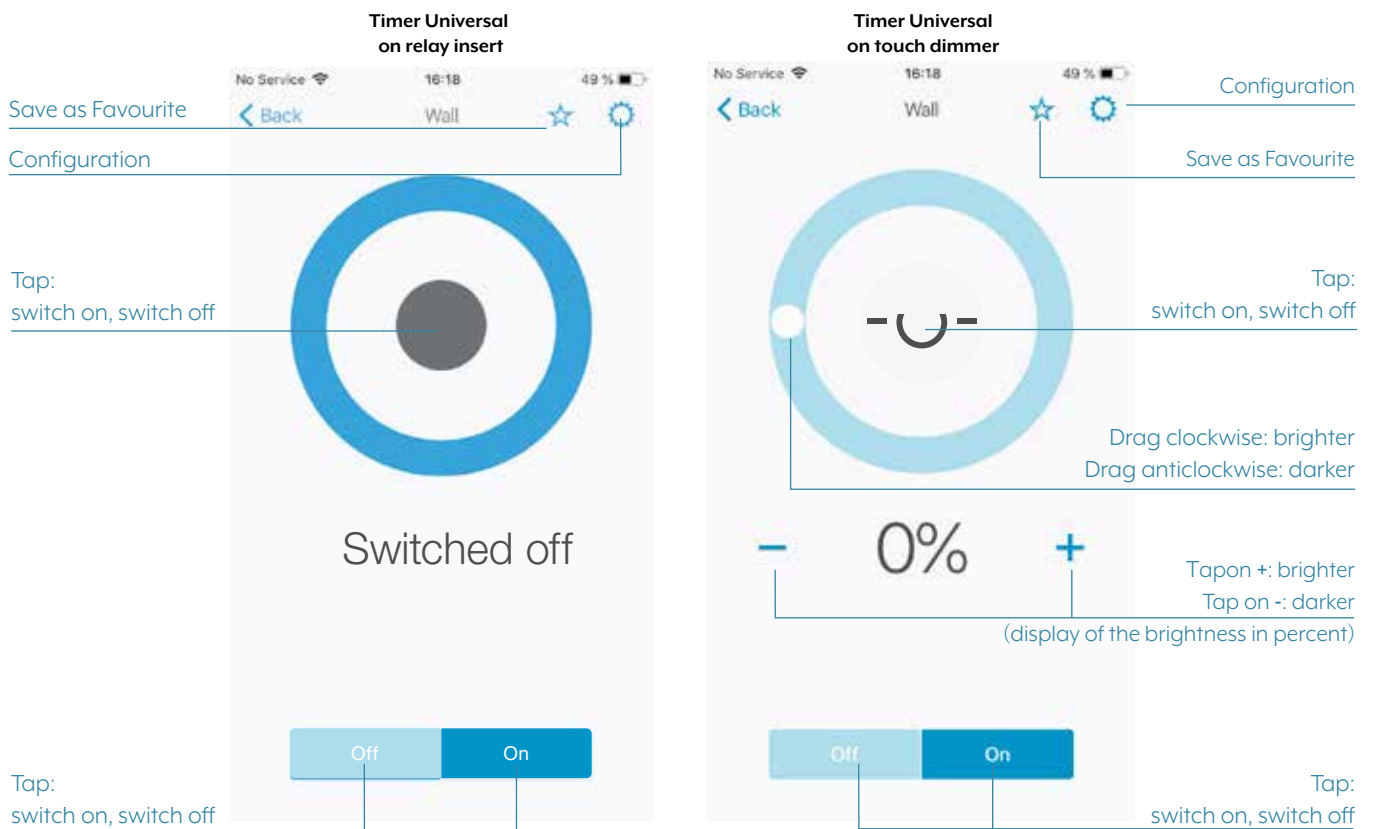 Timer Universal
on relay insert
No Service 16:18 49 %
Back Wall
Save as Favourite
Configuration
Tap:
switch on, switch off
Switched off
Off On
Tap:
switch on, switch off
Timer Universal
on touch dimmer
No Service 16:18 49 %
Back Wall
Configuration
Save as Favourite
Tap:
switch on, switch off
Drag clockwise: brighter
Drag anticlockwise: darker
− 0% +
Tapon +: brighter
Tap on -: darker
(display of the brightness in percent)
Off On
Tap:
switch on, switch off